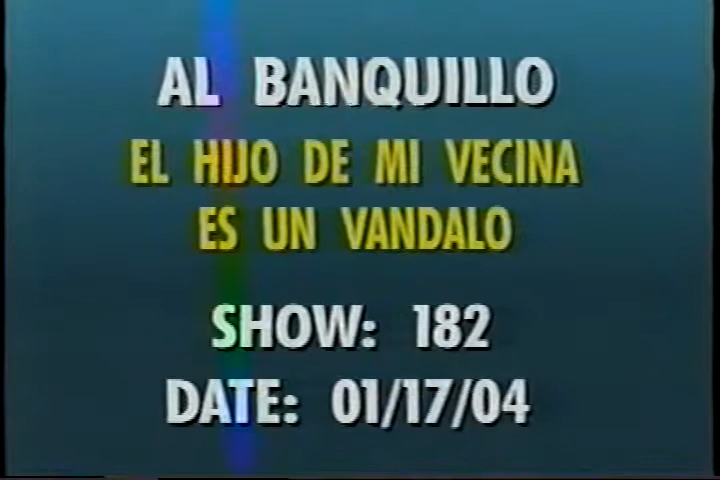 AL BANQUILLO
EL HIJO DE MI VECINA
ES UN VANDALO
SHOW: 182
DATE: 01/17/04